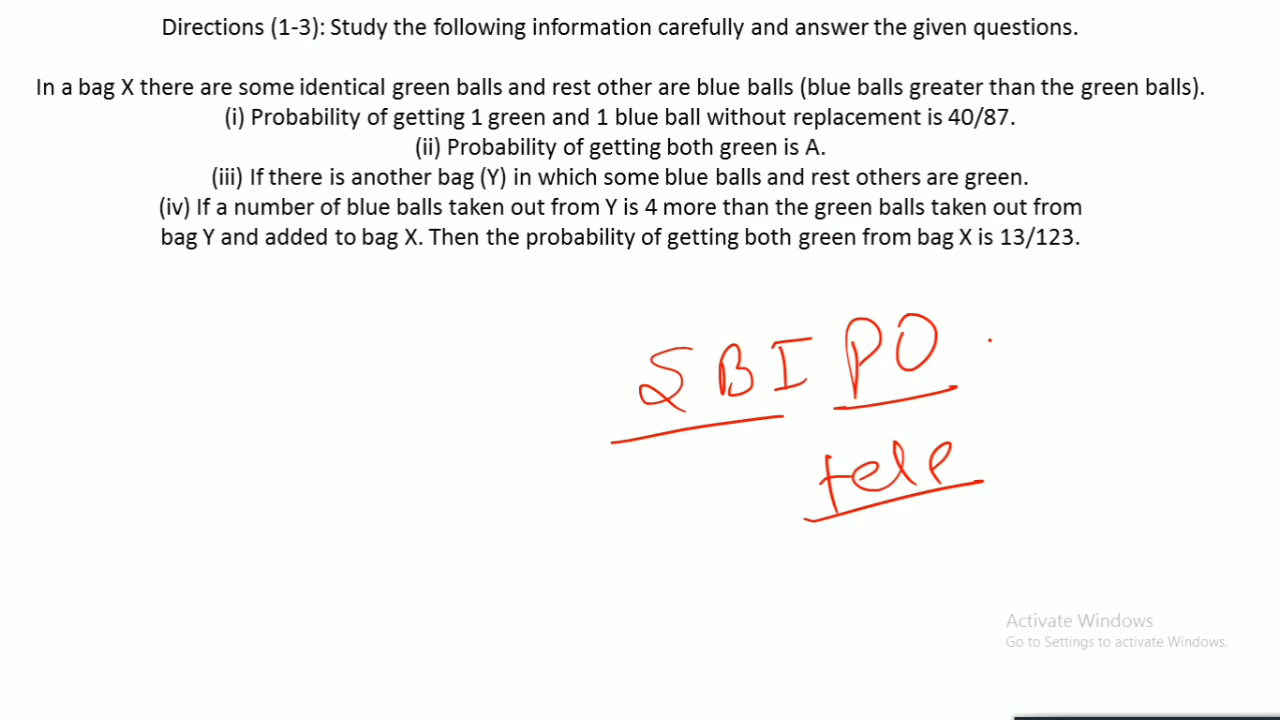 Directions (1-3): Study the following information carefully and answer the given questions.
In a bag X there are some identical green balls and rest other are blue balls (blue balls greater than the green balls).
(i) Probability of getting 1 green and 1 blue ball without replacement is 40/87.
(ii) Probability of getting both green is A.
(iii) If there is another bag (Y) in which some blue balls and rest others are green.
(iv) If a number of blue balls taken out from Y is 4 more than the green balls taken out from
bag Y and added to bag X. Then the probability of getting both green from bag X is 13/123.
SBI PO
Activate Windows
Go to Settings to activate Windows.